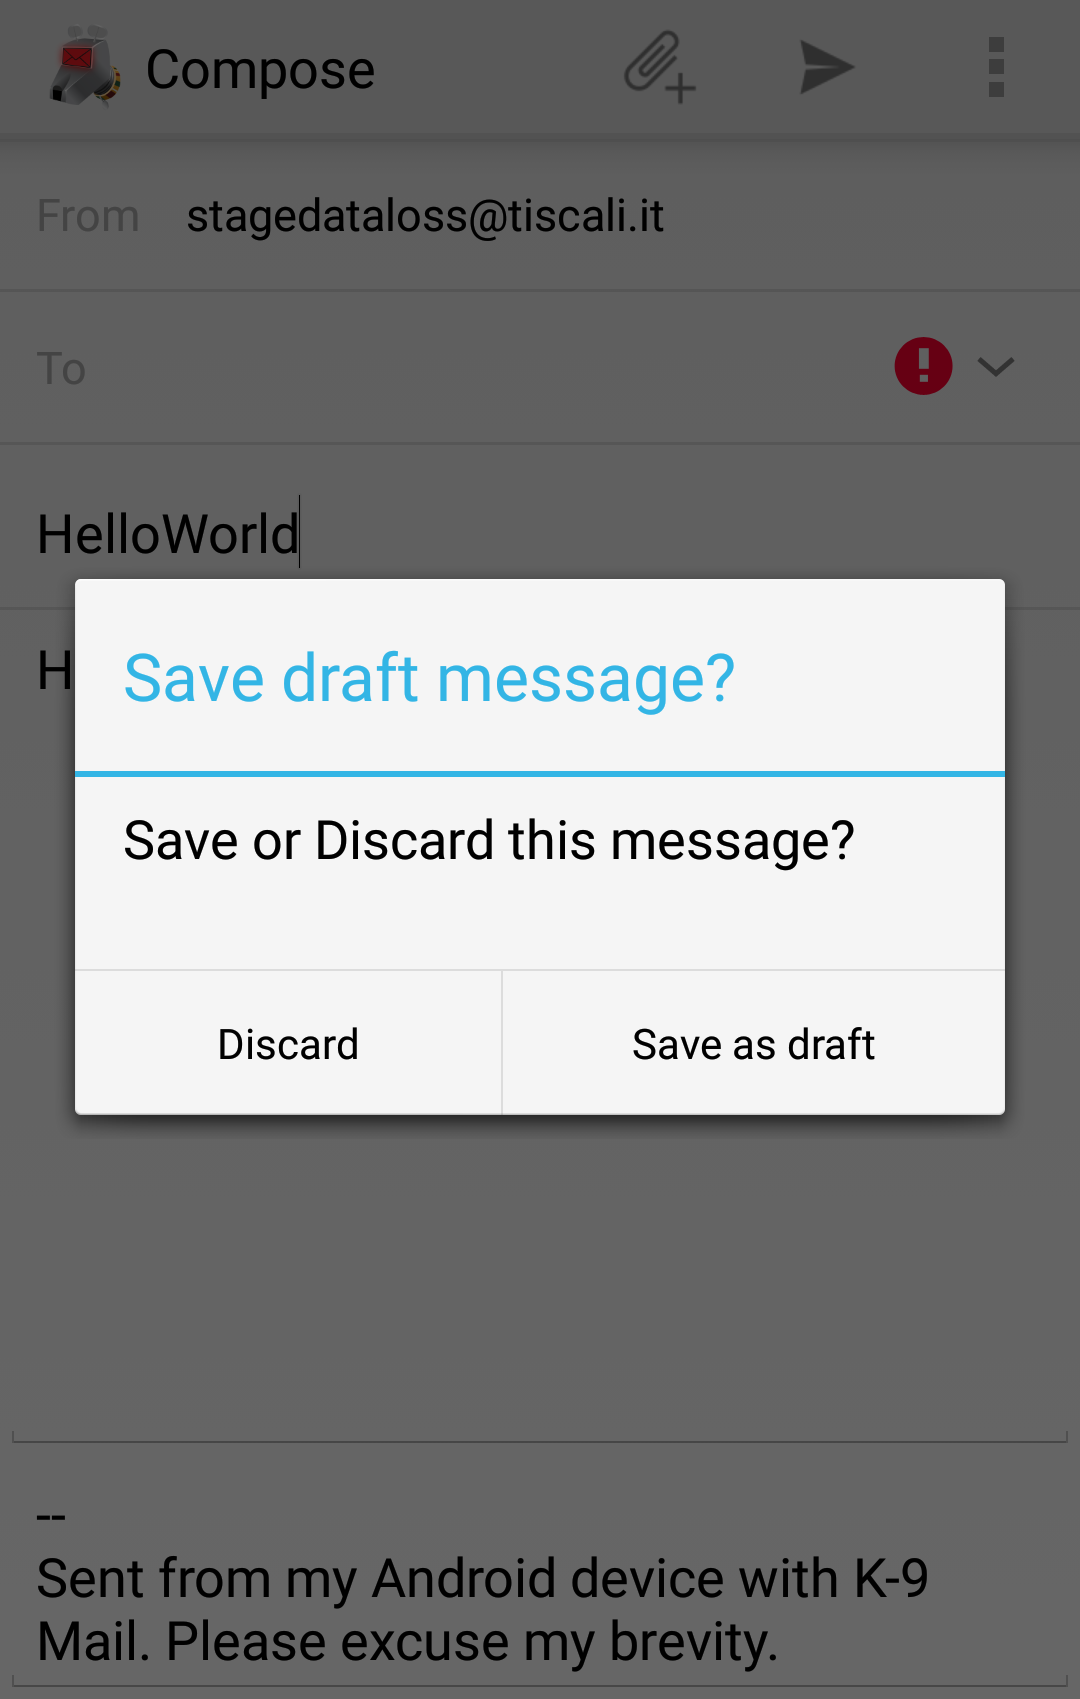 Compose
From stagedataloss@tiscali.it
To
HelloWorld
H
Save draft message?
Save or Discard this message?
Discard Save as draft
--
Sent from my Android device with K-9
Mail. Please excuse my brevity.